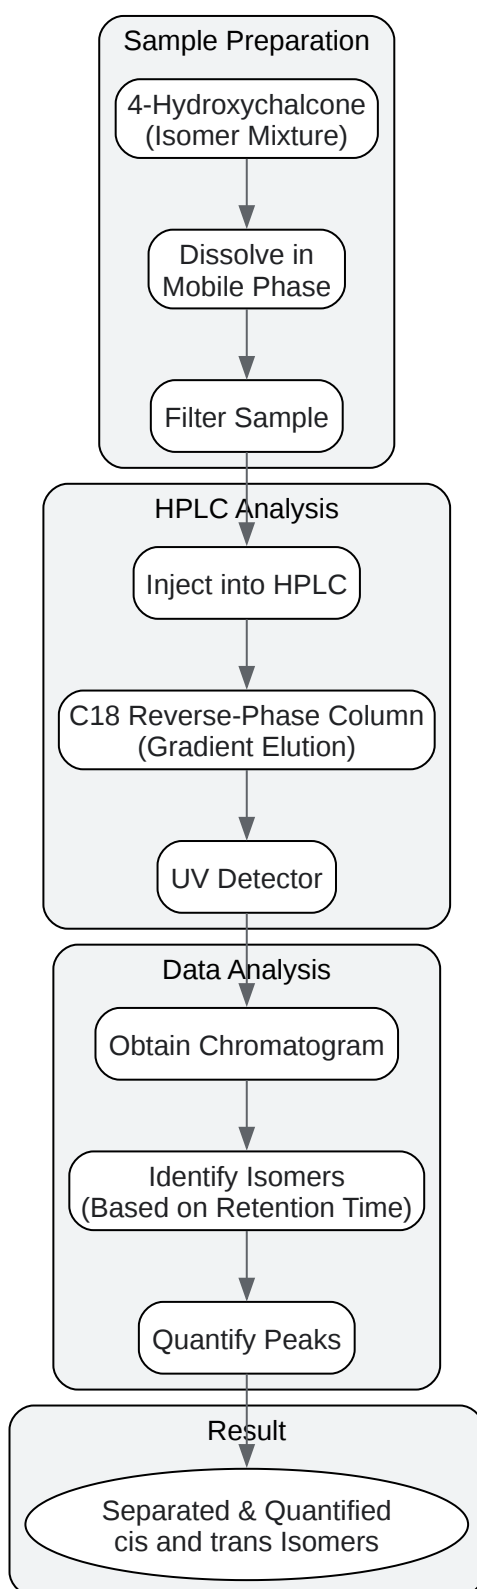 Sample Preparation
4-Hydroxychalcone
(Isomer Mixture)
Dissolve in
Mobile Phase
Filter Sample
HPLC Analysis
Inject into HPLC
C18 Reverse-Phase Column
(Gradient Elution)
UV Detector
Data Analysis
Obtain Chromatogram
Identify Isomers
(Based on Retention Time)
Quantify Peaks
Result
Separated & Quantified
cis and trans Isomers